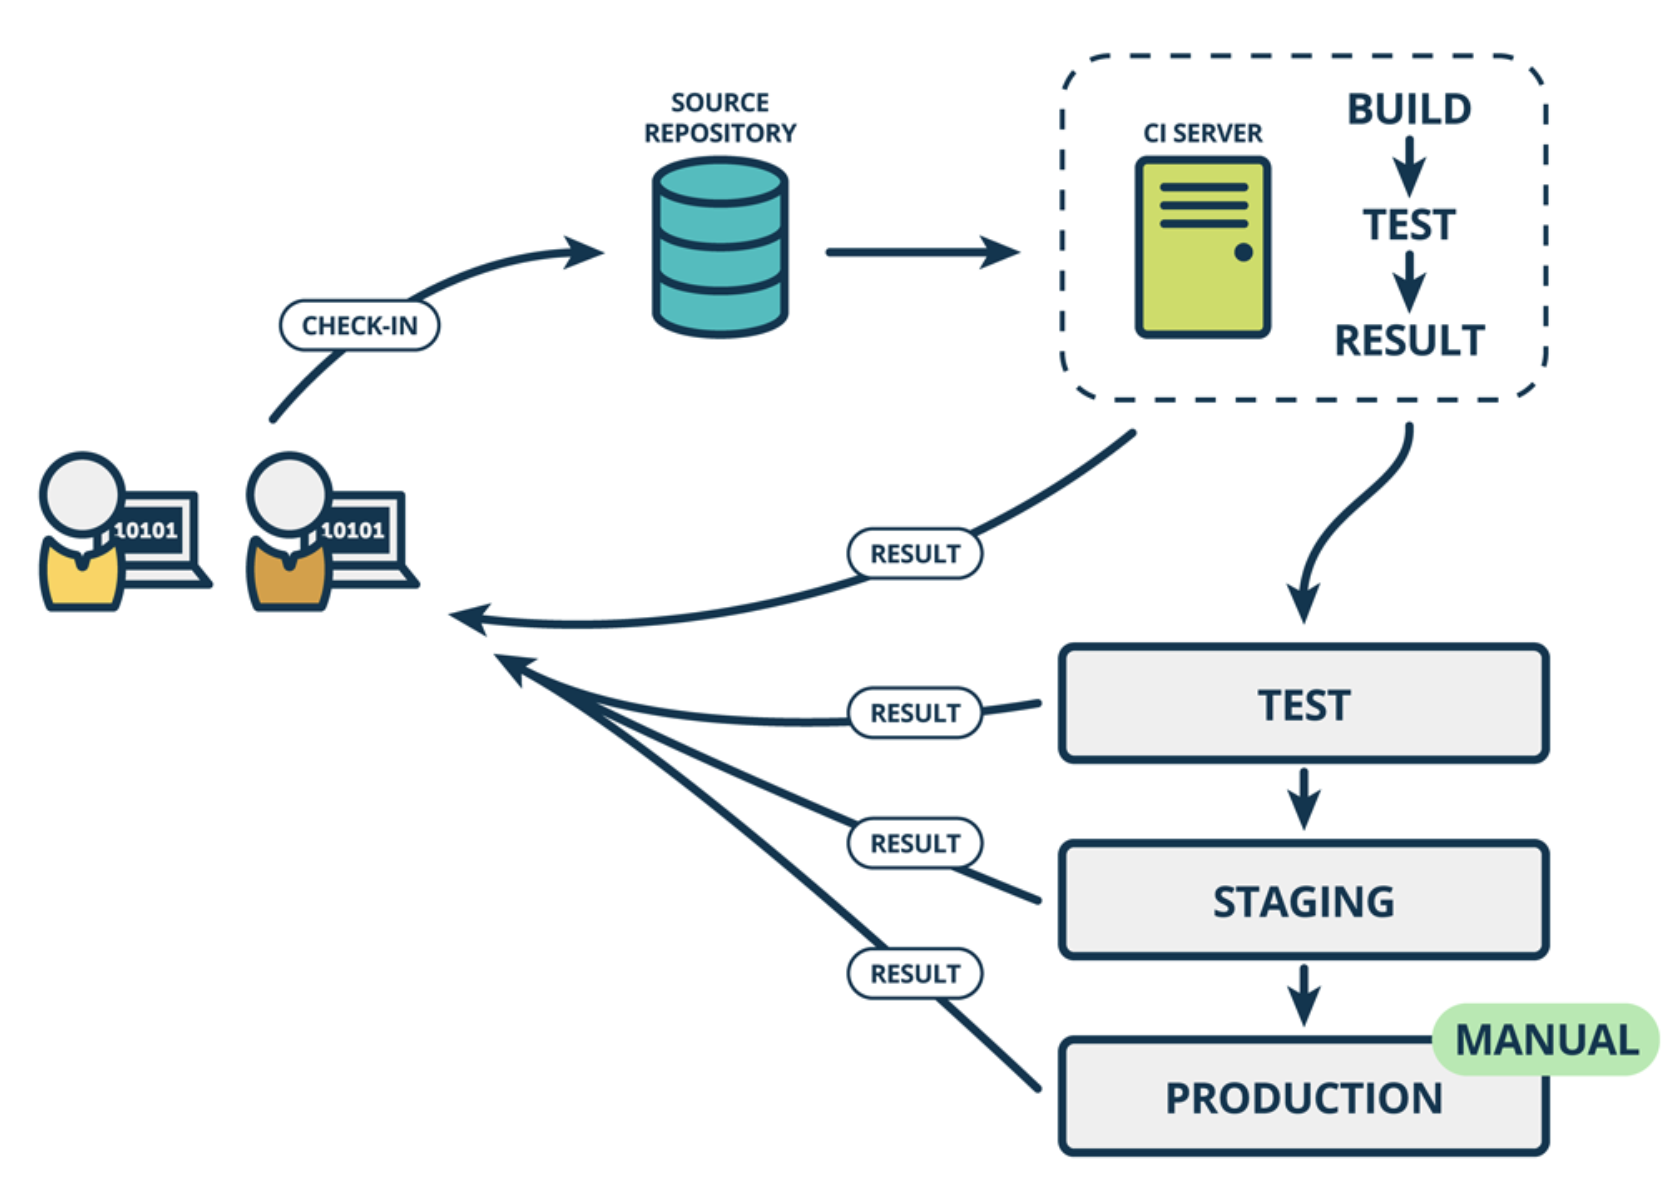 SOURCE
REPOSITORY
CI SERVER
BUILD
TEST
RESULT
CHECK-IN
10101
10101
RESULT
RESULT
TEST
RESULT
STAGING
RESULT
MANUAL
PRODUCTION